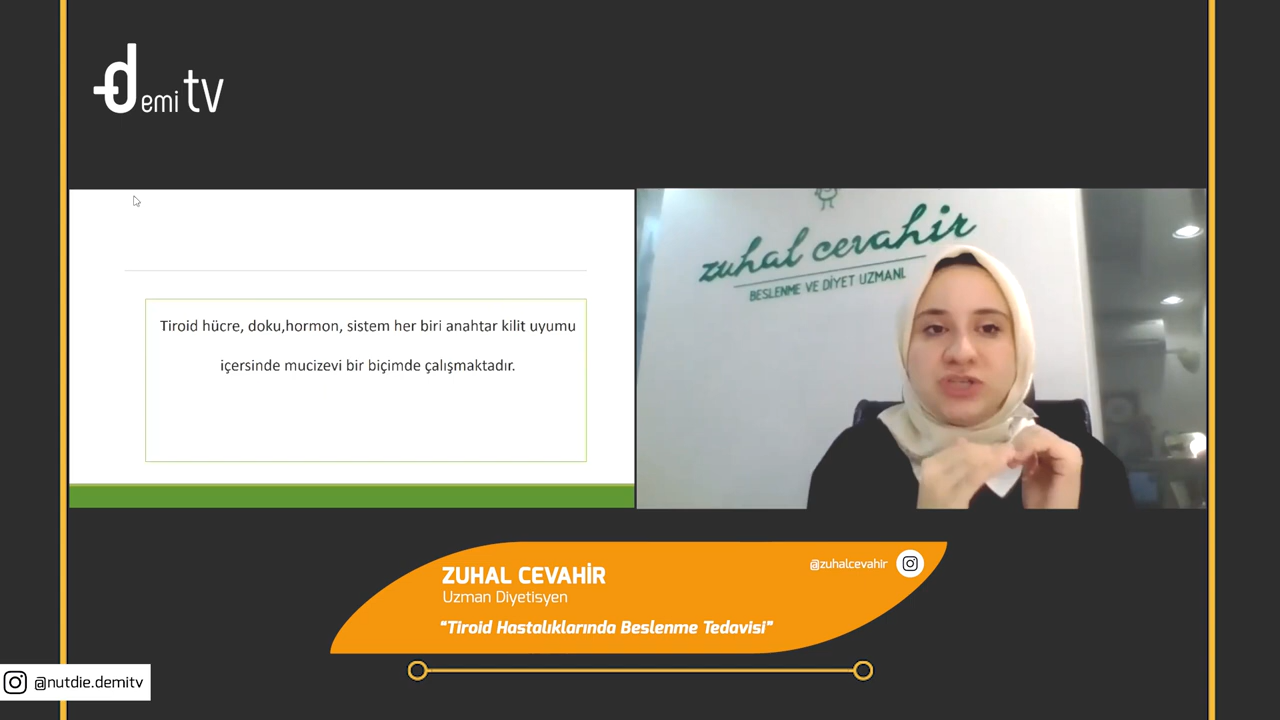 demi tv
Tiroid hücre, doku,hormon, sistem her biri anahtar kilit uyumu
içersinde mucizevi bir biçimde çalışmaktadır.
zuhal cevahir
BESLENME VE DİYET UZMANI
ZUHAL CEVAHİR
@zuhalcevahir
Uzman Diyetisyen
“Tiroid Hastalıklarında Beslenme Tedavisi”
@nutdie.demitv